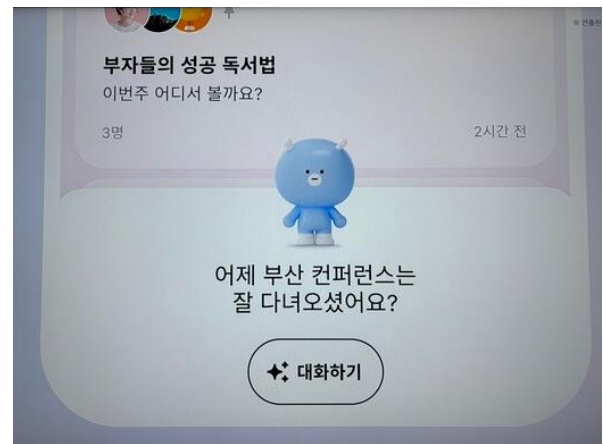 부자들의 성공 독서법
이번주 어디서 볼까요?
3명
2시간 전
어제 부산 컨퍼런스는
잘 다녀오셨어요?
대화하기